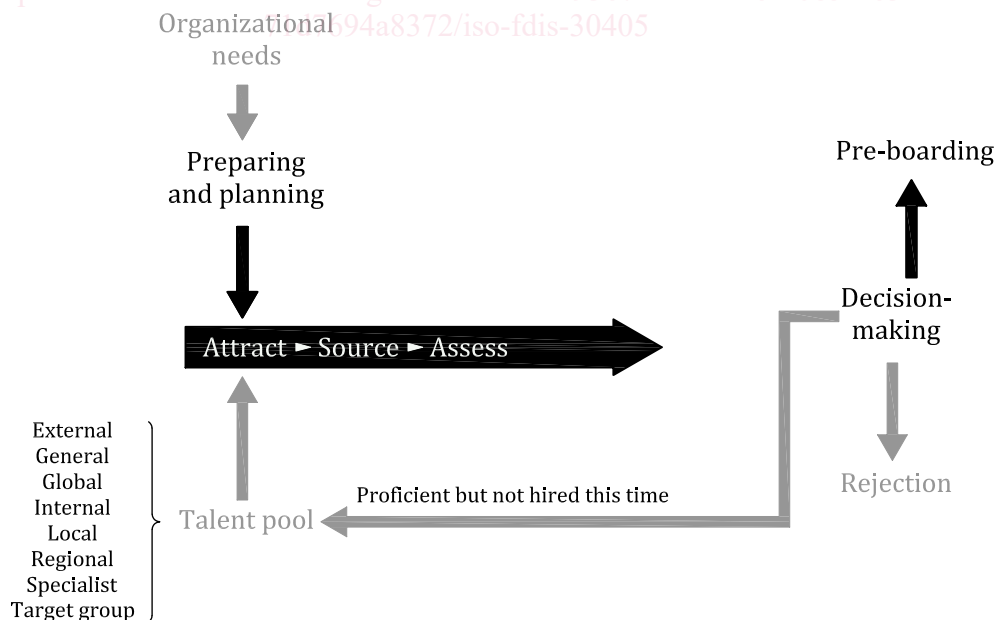 Organizational
needs
Preparing
and planning
Pre-boarding
Decision-
making
Attract ► Source ► Assess
External
General
Global
Internal
Local
Regional
Specialist
Target group
Talent pool
Proficient but not hired this time
Rejection
694a8372/iso-fdis-30405